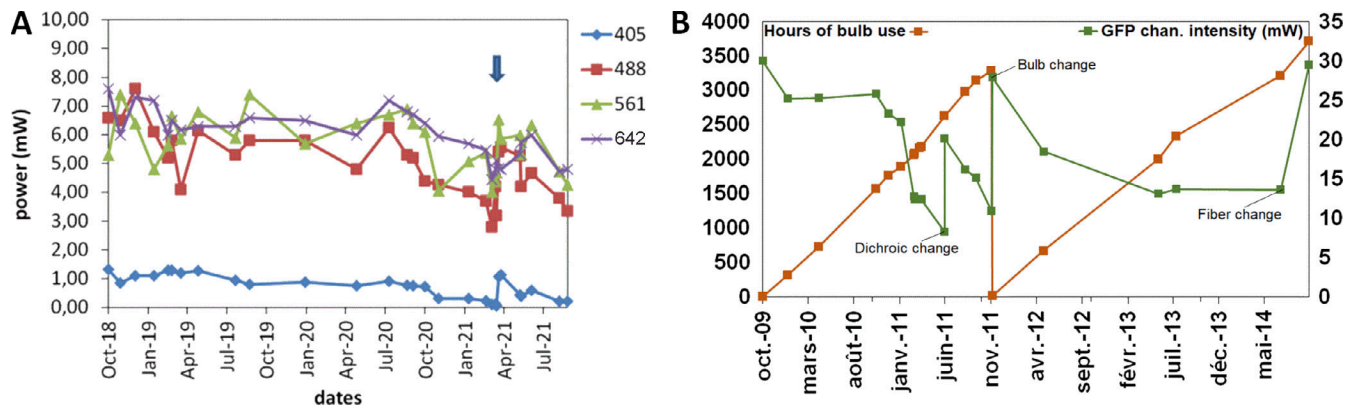 A
10,00
9,00
8,00
7,00
6,00
5,00
4,00
3,00
2,00
1,00
0,00
power (mW)
Oct-18
Jan-19
Apr-19
Jul-19
Oct-19
Jan-20
Apr-20
Jul-20
Oct-20
Jan-21
Apr-21
Jul-21
dates
405
488
561
642
B
4000
3500
3000
2500
2000
1500
1000
500
0
Hours of bulb use
GFP chan. intensity (mW)
Bulb change
Dichroic change
Fiber change
35
30
25
20
15
10
5
0
oct.-09
mars-10
août-10
janv.-11
juin-11
nov.-11
avr.-12
sept.-12
févr.-13
juil.-13
déc.-13
mai-14